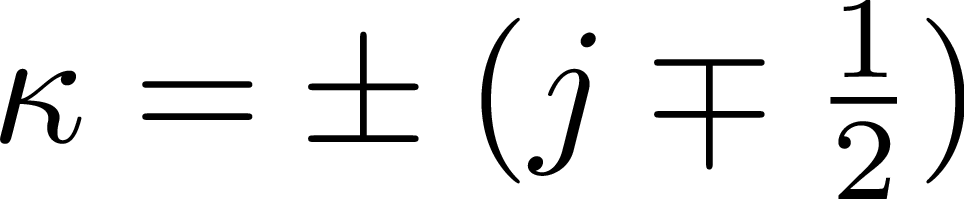 κ = ± (j ∓ 1/2)